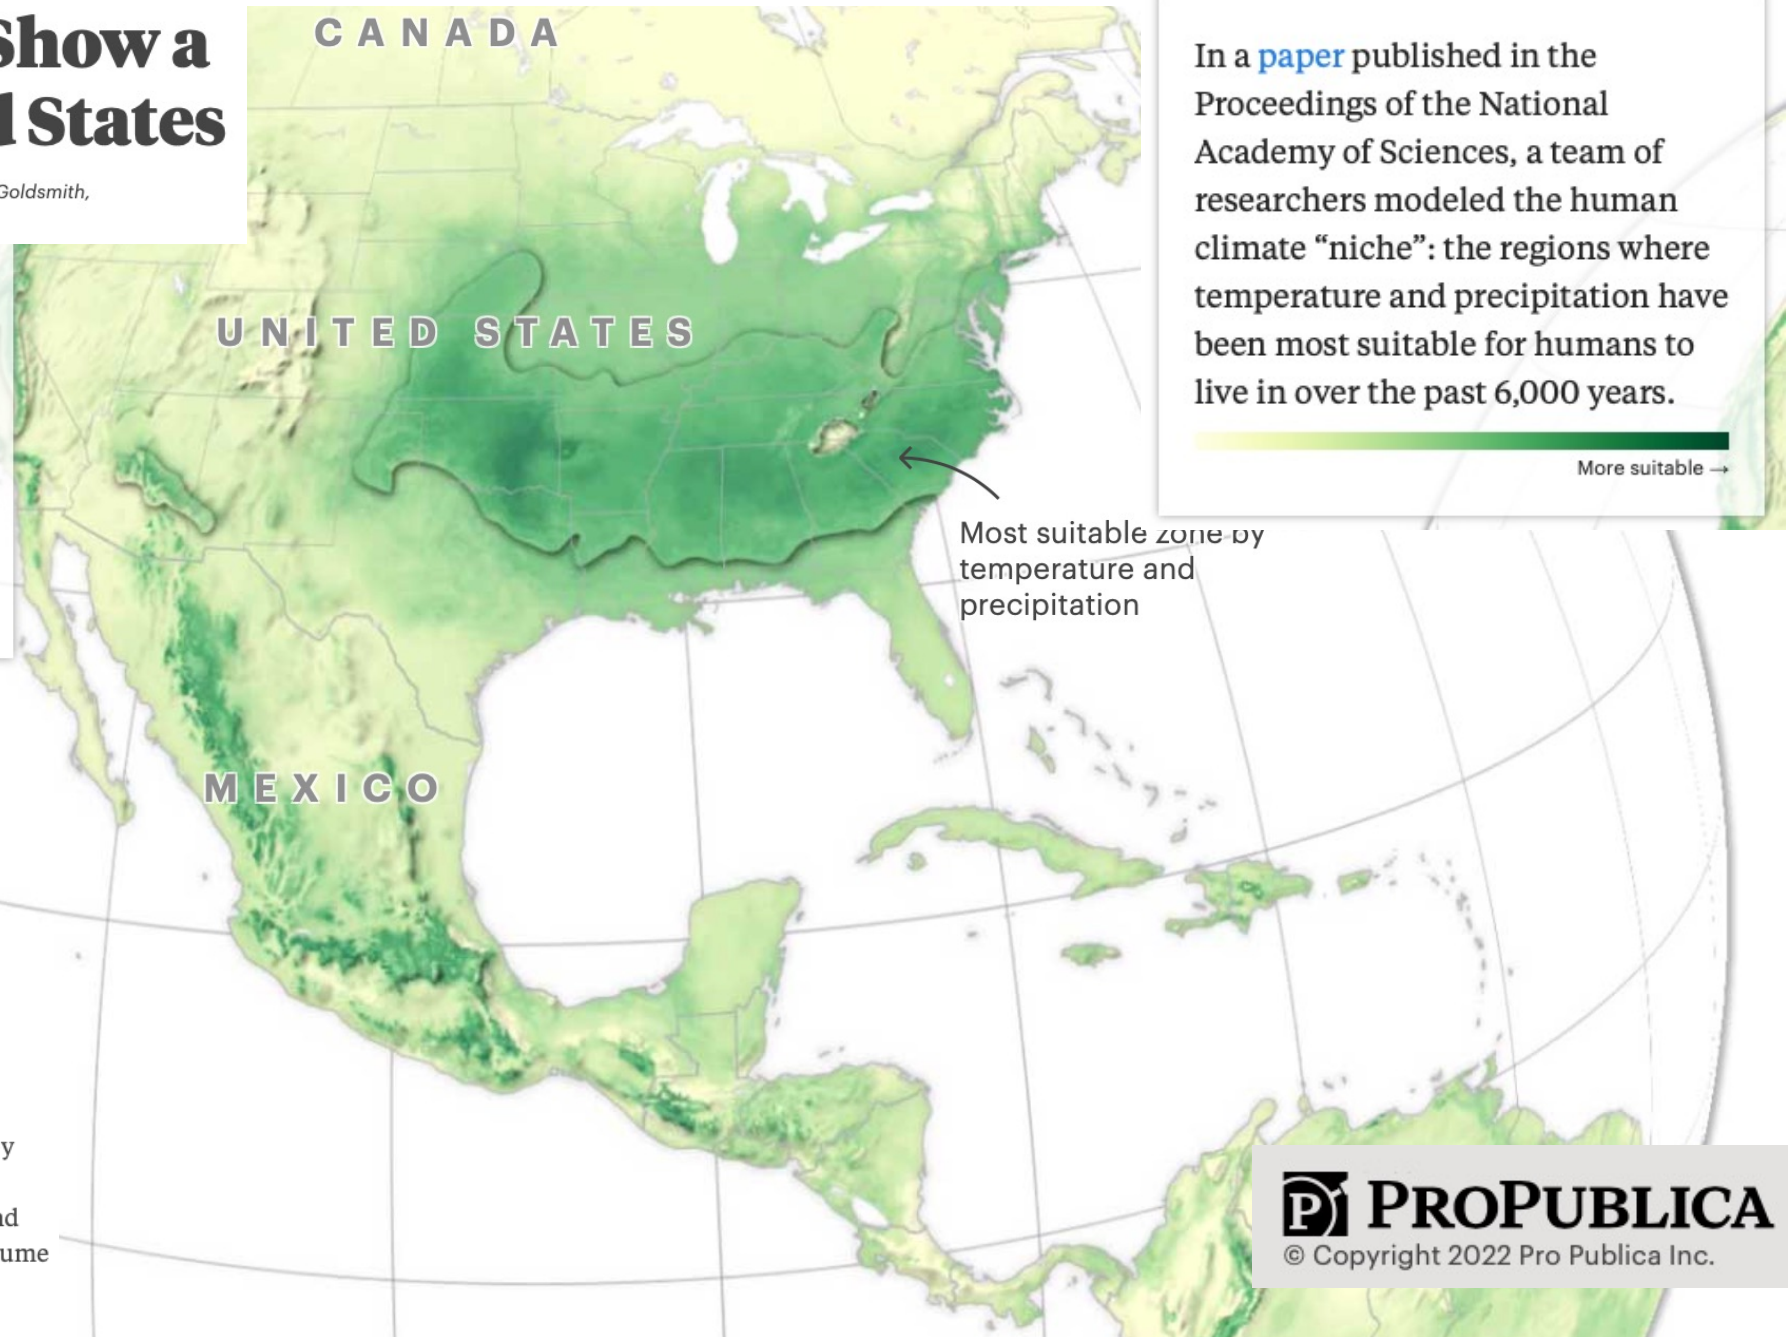 Show a
d States
Goldsmith,
CANADA
UNITED STATES
MEXICO
In a paper published in the
Proceedings of the National
Academy of Sciences, a team of
researchers modeled the human
climate “niche”: the regions where
temperature and precipitation have
been most suitable for humans to
live in over the past 6,000 years.
More suitable →
Most suitable zone by
temperature and
precipitation
y
nd
ume
PROPUBLICA
© Copyright 2022 Pro Publica Inc.